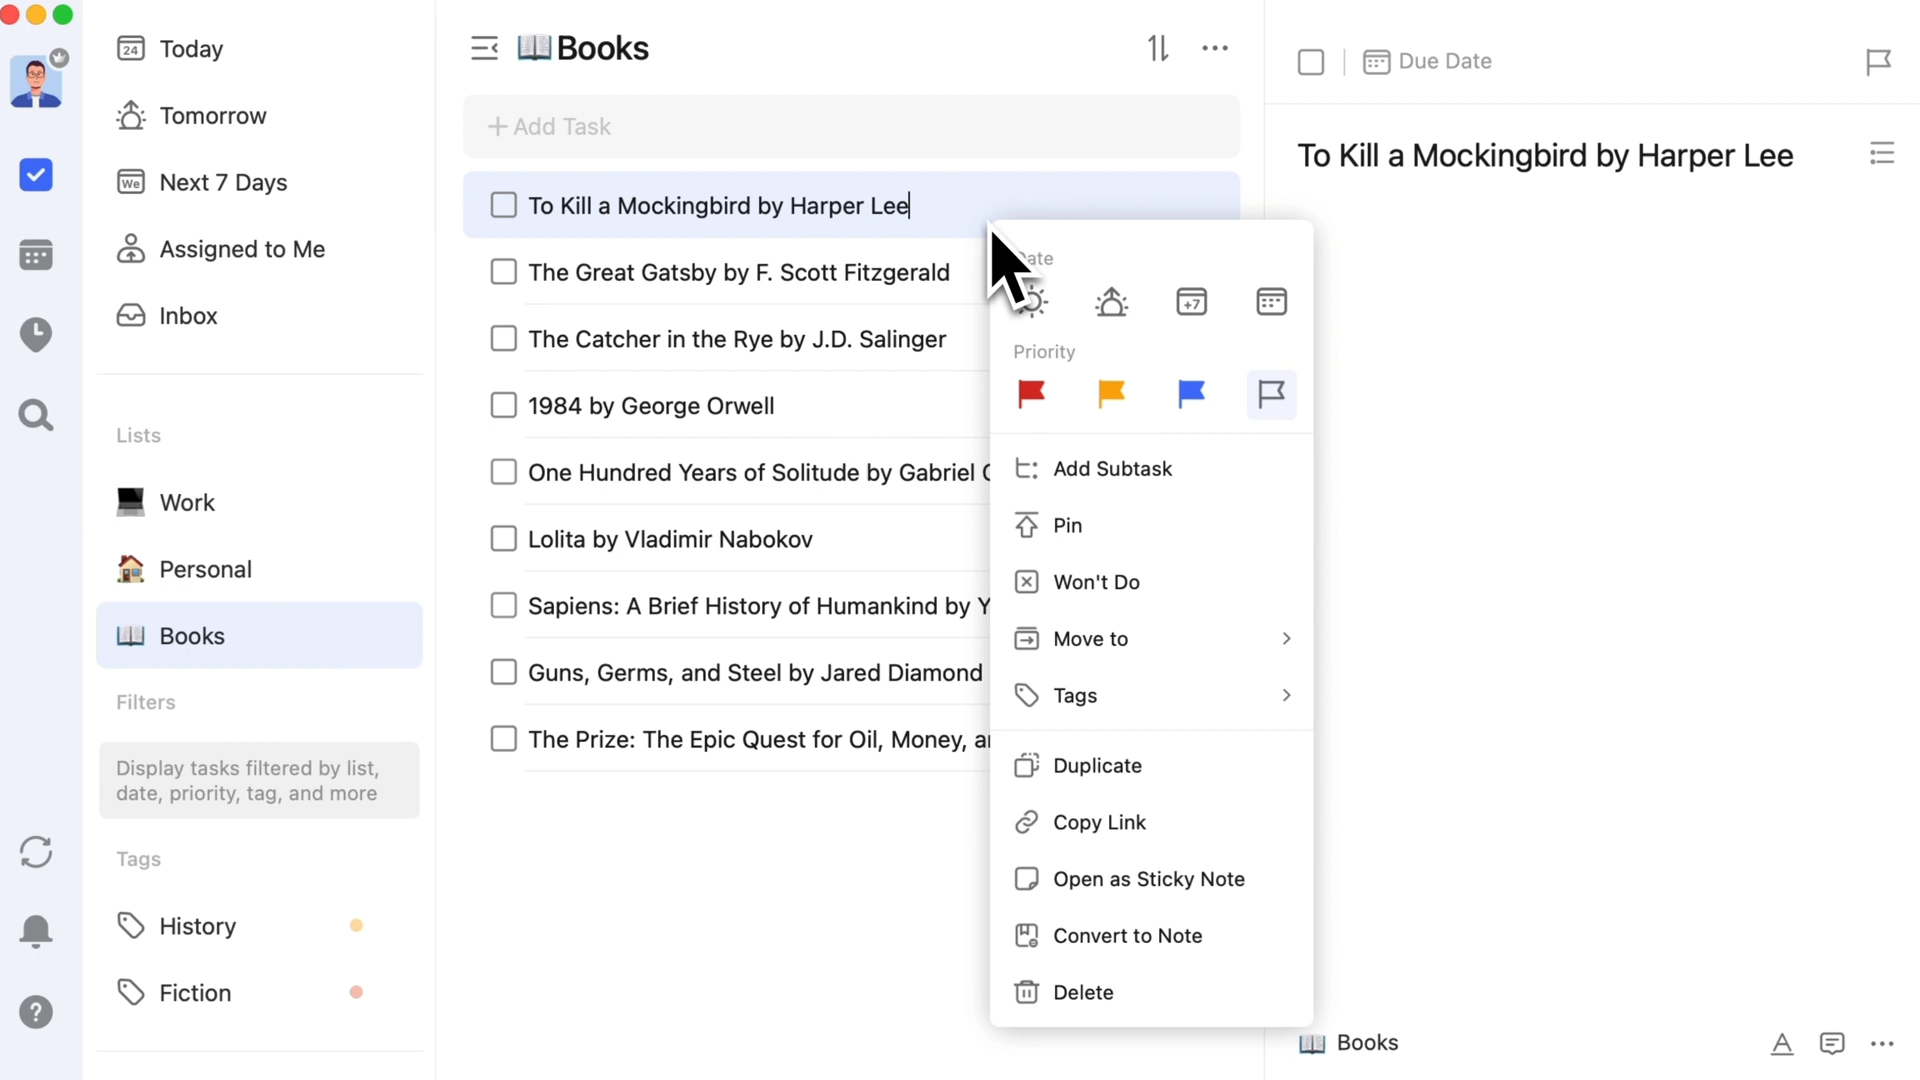 24 Today
Tomorrow
We Next 7 Days
Assigned to Me
Inbox
Lists
Work
Personal
Books
Filters
Display tasks filtered by list,
date, priority, tag, and more
Tags
History
Fiction
Books
+ Add Task
To Kill a Mockingbird by Harper Lee
The Great Gatsby by F. Scott Fitzgerald
The Catcher in the Rye by J.D. Salinger
1984 by George Orwell
One Hundred Years of Solitude by Gabriel
Lolita by Vladimir Nabokov
Sapiens: A Brief History of Humankind by Y
Guns, Germs, and Steel by Jared Diamond
The Prize: The Epic Quest for Oil, Money,
ate
+7
Priority
Add Subtask
Pin
Won't Do
Move to
Tags
Duplicate
Copy Link
Open as Sticky Note
Convert to Note
Delete
Due Date
To Kill a Mockingbird by Harper Lee
Books
A
?